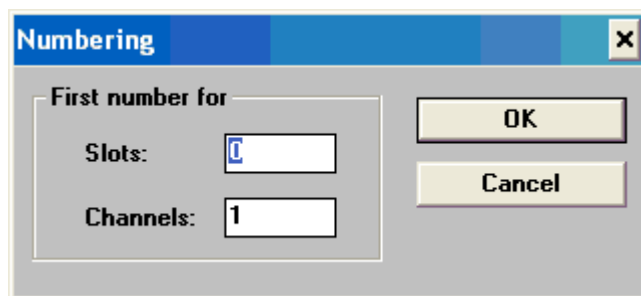 Numbering
First number for
Slots: 0
Channels: 1
OK
Cancel